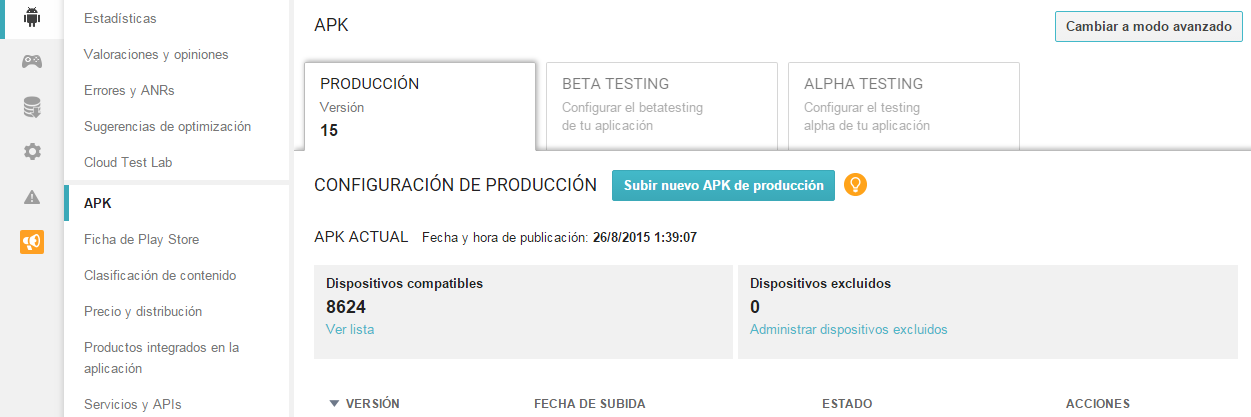 Estadísticas
Valoraciones y opiniones
Errores y ANRs
Sugerencias de optimización
Cloud Test Lab
APK
Ficha de Play Store
Clasificación de contenido
Precio y distribución
Productos integrados en la
aplicación
Servicios y APIs
APK
Cambiar a modo avanzado
PRODUCCIÓN
Versión
15
BETA TESTING
Configurar el betatesting
de tu aplicación
ALPHA TESTING
Configurar el testing
alpha de tu aplicación
CONFIGURACIÓN DE PRODUCCIÓN
Subir nuevo APK de producción
APK ACTUAL Fecha y hora de publicación: 26/8/2015 1:39:07
Dispositivos compatibles
8624
Ver lista
Dispositivos excluidos
0
Administrar dispositivos excluidos
VERSIÓN FECHA DE SUBIDA ESTADO ACCIONES